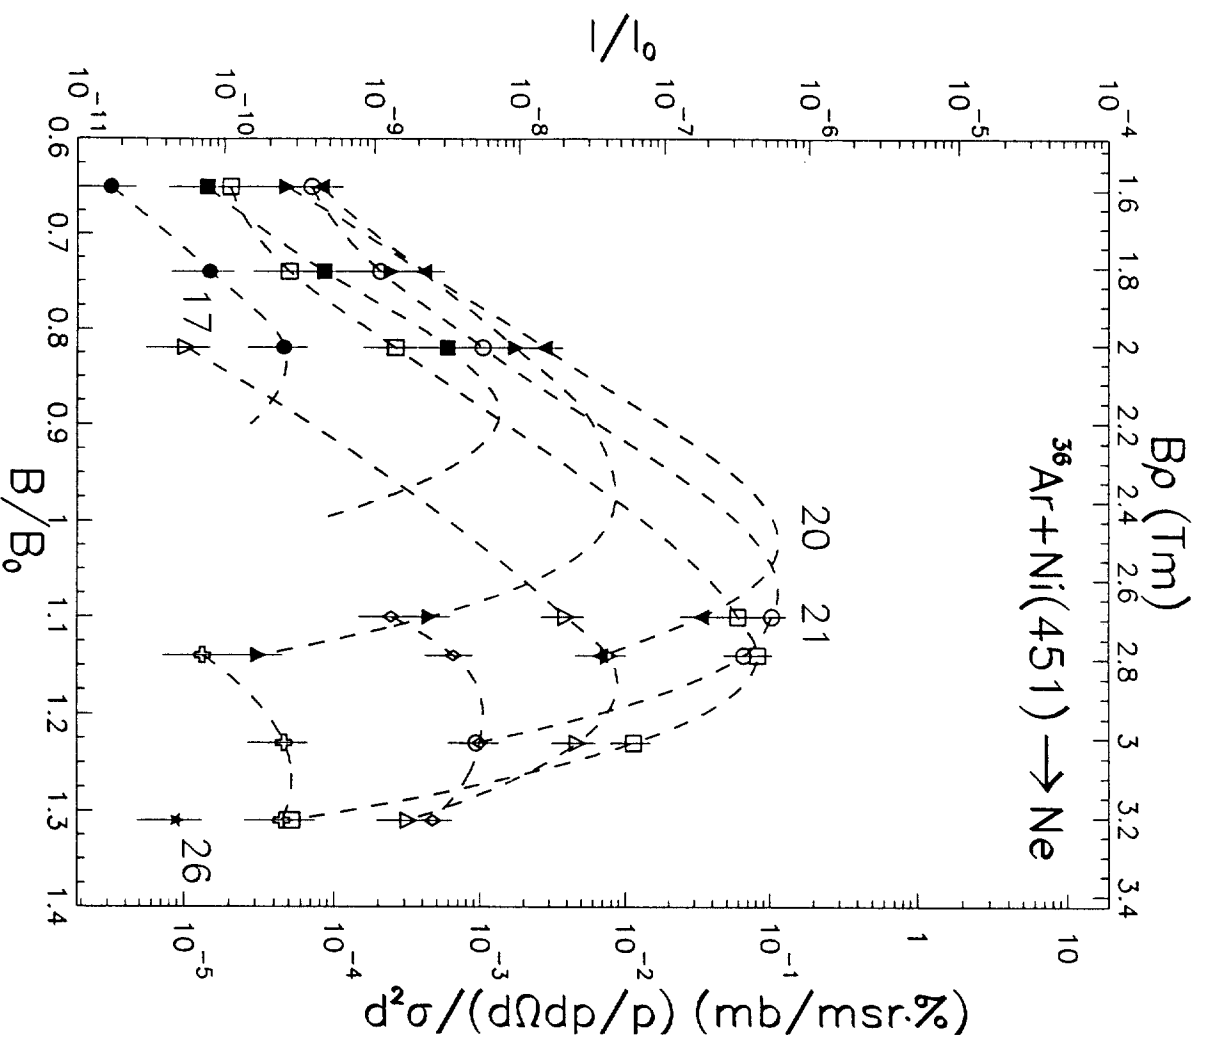 Bρ (Tm)
1.6 1.8 2 2.2 2.4 2.6 2.8 3 3.2 3.4
³⁶Ar+Ni(451) → Ne
I/I₀
10⁻⁴
10⁻⁵
10⁻⁶
10⁻⁷
10⁻⁸
10⁻⁹
10⁻¹⁰
10⁻¹¹
20
21
17
26
10
1
10⁻¹
10⁻²
10⁻³
10⁻⁴
10⁻⁵
d²σ/(dΩdp/p) (mb/msr·%)
0.6 0.7 0.8 0.9 1 1.1 1.2 1.3 1.4
B/B₀